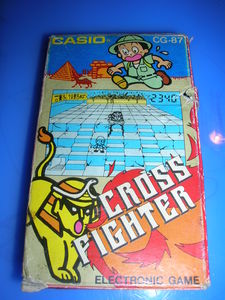 CASIO
CG-87
2340
CROSS
FIGHTER
ELECTRONIC GAME